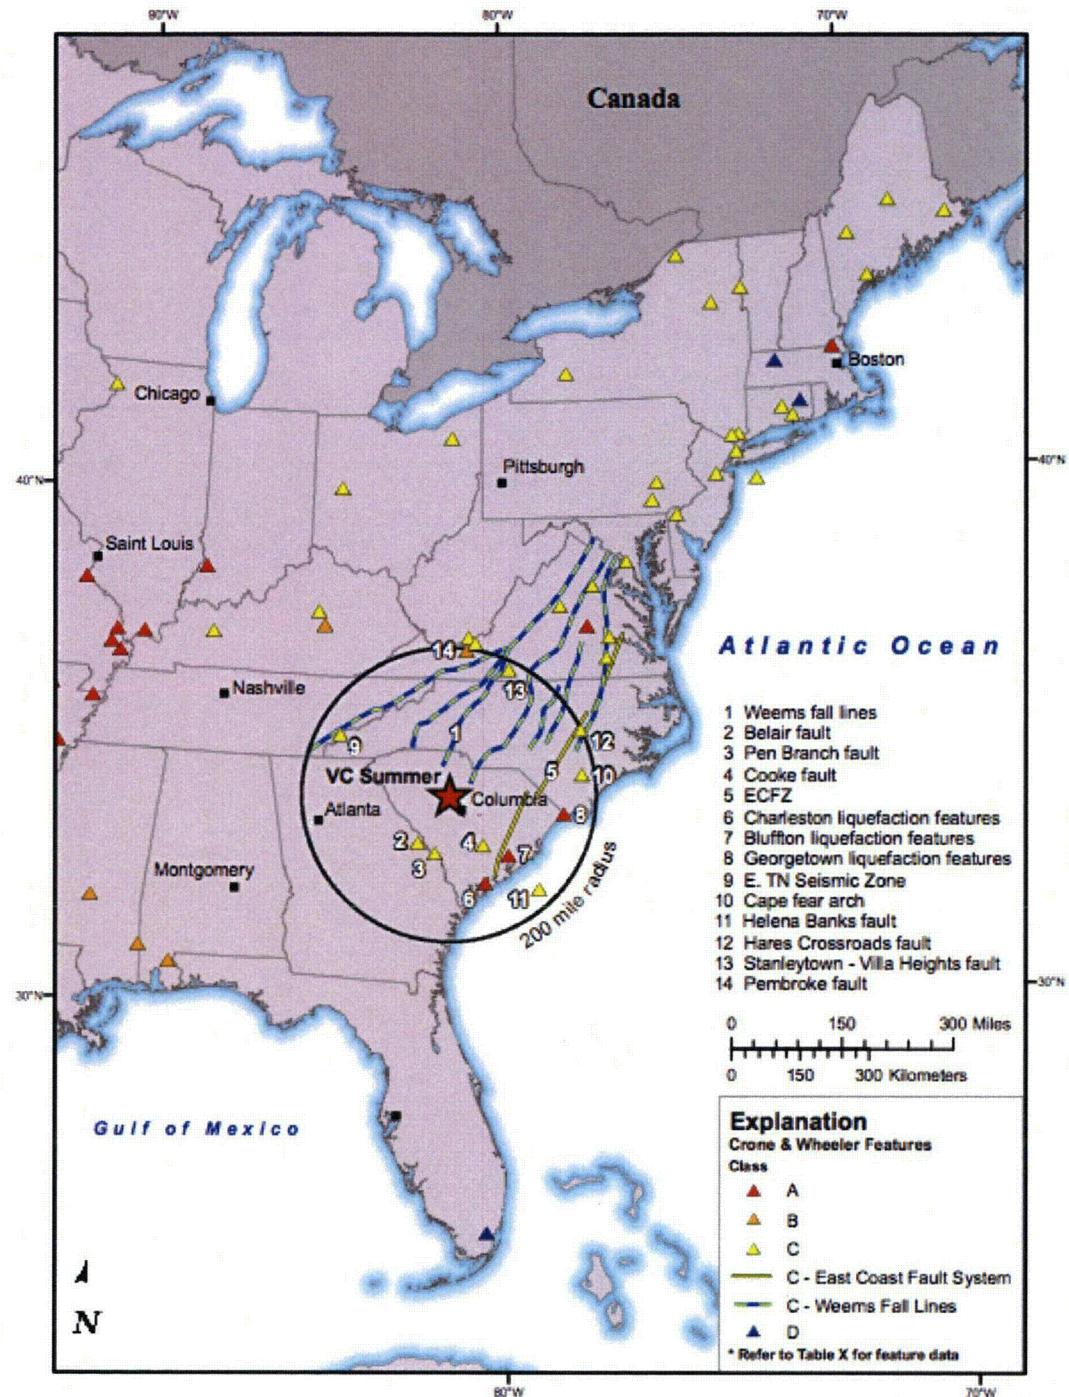 90°W 80°W 70°W
Canada
Boston
Chicago
Pittsburgh
40°N 40°N
Saint Louis
Atlantic Ocean
14
Nashville
13
1 Weems fall lines
2 Belair fault
3 Pen Branch fault
4 Cooke fault
5 ECFZ
6 Charleston liquefaction features
7 Bluffton liquefaction features
8 Georgetown liquefaction features
9 E. TN Seismic Zone
10 Cape fear arch
11 Helena Banks fault
12 Hares Crossroads fault
13 Stanleytown - Villa Heights fault
14 Pembroke fault
1
9
12
VC Summer
5
10
Columbia
Atlanta
8
2
4
3
7
Montgomery
6
11
200 mile radius
30°N 30°N
0 150 300 Miles
0 150 300 Kilometers
Gulf of Mexico
Explanation
Crone & Wheeler Features
Class
A
B
C
C - East Coast Fault System
C - Weems Fall Lines
D
* Refer to Table X for feature data
N
80°W 70°W